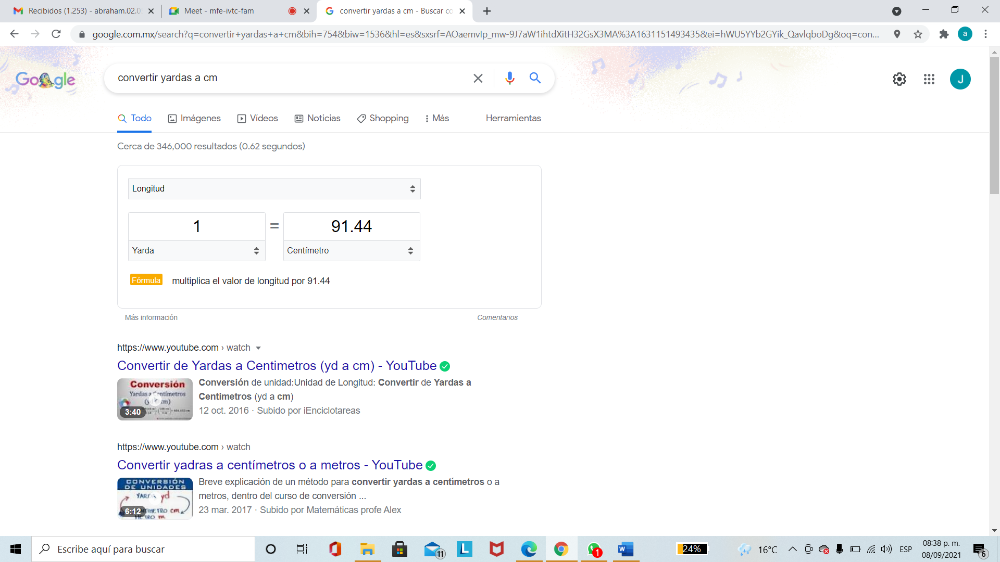 Recibidos (1.253) - abraham.02.0
Meet - mfe-ivtc-fam
convertir yardas a cm - Buscar co
google.com.mx/search?q=convertir+yardas+a+cm&bih=754&biw=1536&hl=es&sxsrf=AOaemvIp_mw-9J7aW1ihtdXitH32GsX3MA%3A1631151493435&ei=hWU5YYb2GYik_QavlqboDg&oq=con...
a
Google
convertir yardas a cm
J
Todo
Imágenes
Vídeos
Noticias
Shopping
Más
Herramientas
Cerca de 346,000 resultados (0.62 segundos)
Longitud
1 = 91.44
Yarda
Centímetro
Fórmula multiplica el valor de longitud por 91.44
Más información
Comentarios
https://www.youtube.com › watch
Convertir de Yardas a Centimetros (yd a cm) - YouTube
Conversión
Yardas a Centímetros
3:40
Conversión de unidad:Unidad de Longitud: Convertir de Yardas a
Centimetros (yd a cm)
12 oct. 2016 · Subido por iEnciclotareas
https://www.youtube.com › watch
Convertir yadras a centímetros o a metros - YouTube
CONVERSIÓN
DE UNIDADES
YARDA yd
CENTIMETRO cm
METRO m
6:12
Breve explicación de un método para convertir yardas a centímetros o a
metros, dentro del curso de conversión ...
23 mar. 2017 · Subido por Matemáticas profe Alex
Escribe aquí para buscar
11
L
1
W
24%
16°C
ESP
08:38 p. m.
08/09/2021
6